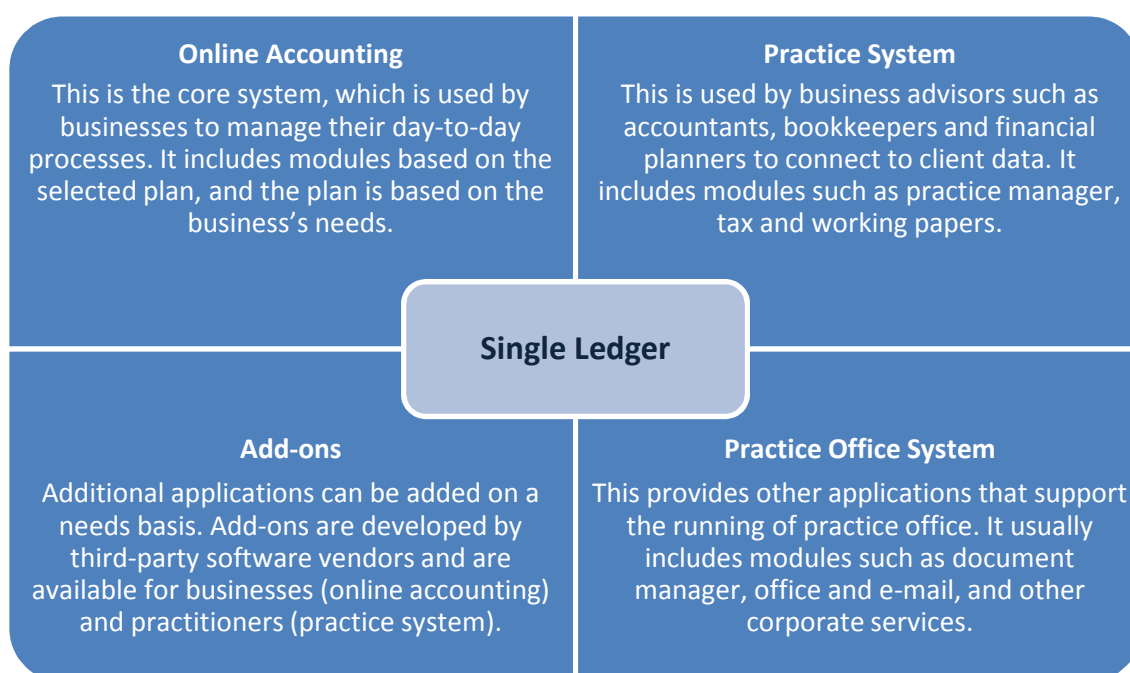 Online Accounting
This is the core system, which is used by
businesses to manage their day-to-day
processes. It includes modules based on the
selected plan, and the plan is based on the
business’s needs.
Practice System
This is used by business advisors such as
accountants, bookkeepers and financial
planners to connect to client data. It
includes modules such as practice manager,
tax and working papers.
Single Ledger
Add-ons
Additional applications can be added on a
needs basis. Add-ons are developed by
third-party software vendors and are
available for businesses (online accounting)
and practitioners (practice system).
Practice Office System
This provides other applications that support
the running of practice office. It usually
includes modules such as document
manager, office and e-mail, and other
corporate services.